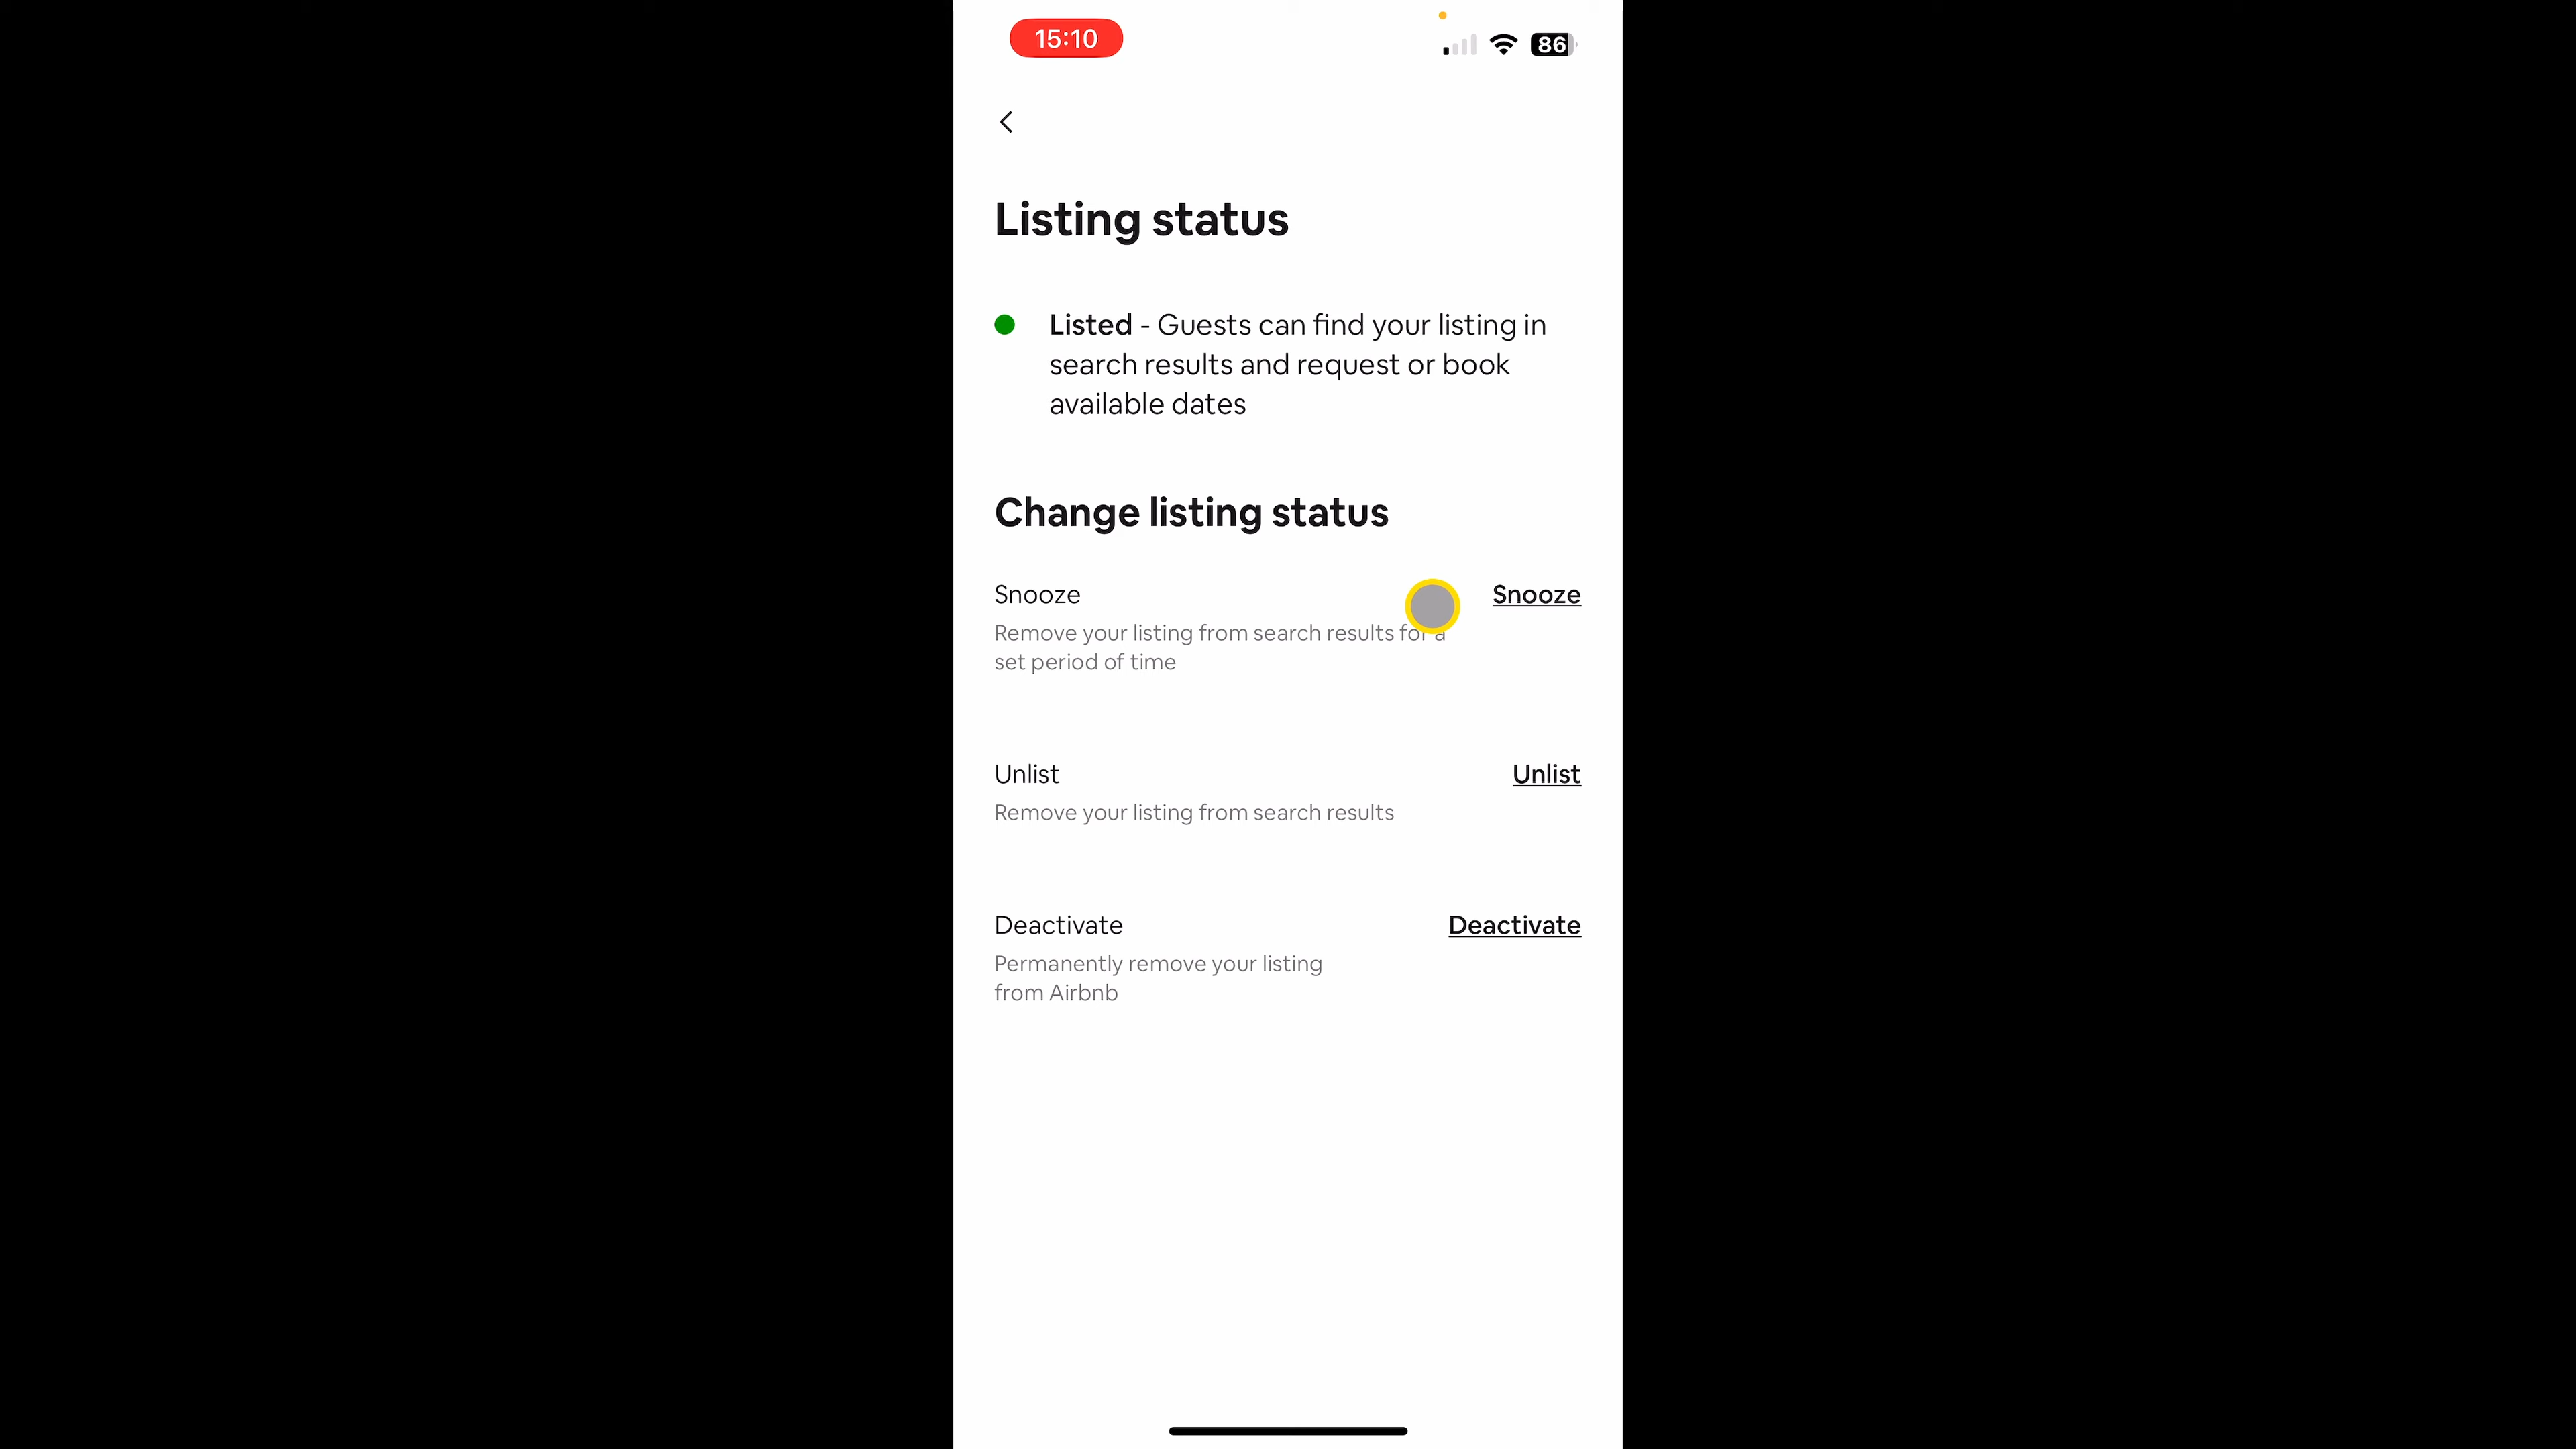 15:10
86
Listing status
Listed - Guests can find your listing in
search results and request or book
available dates
Change listing status
Snooze
Snooze
Remove your listing from search results for a
set period of time
Unlist
Unlist
Remove your listing from search results
Deactivate
Deactivate
Permanently remove your listing
from Airbnb